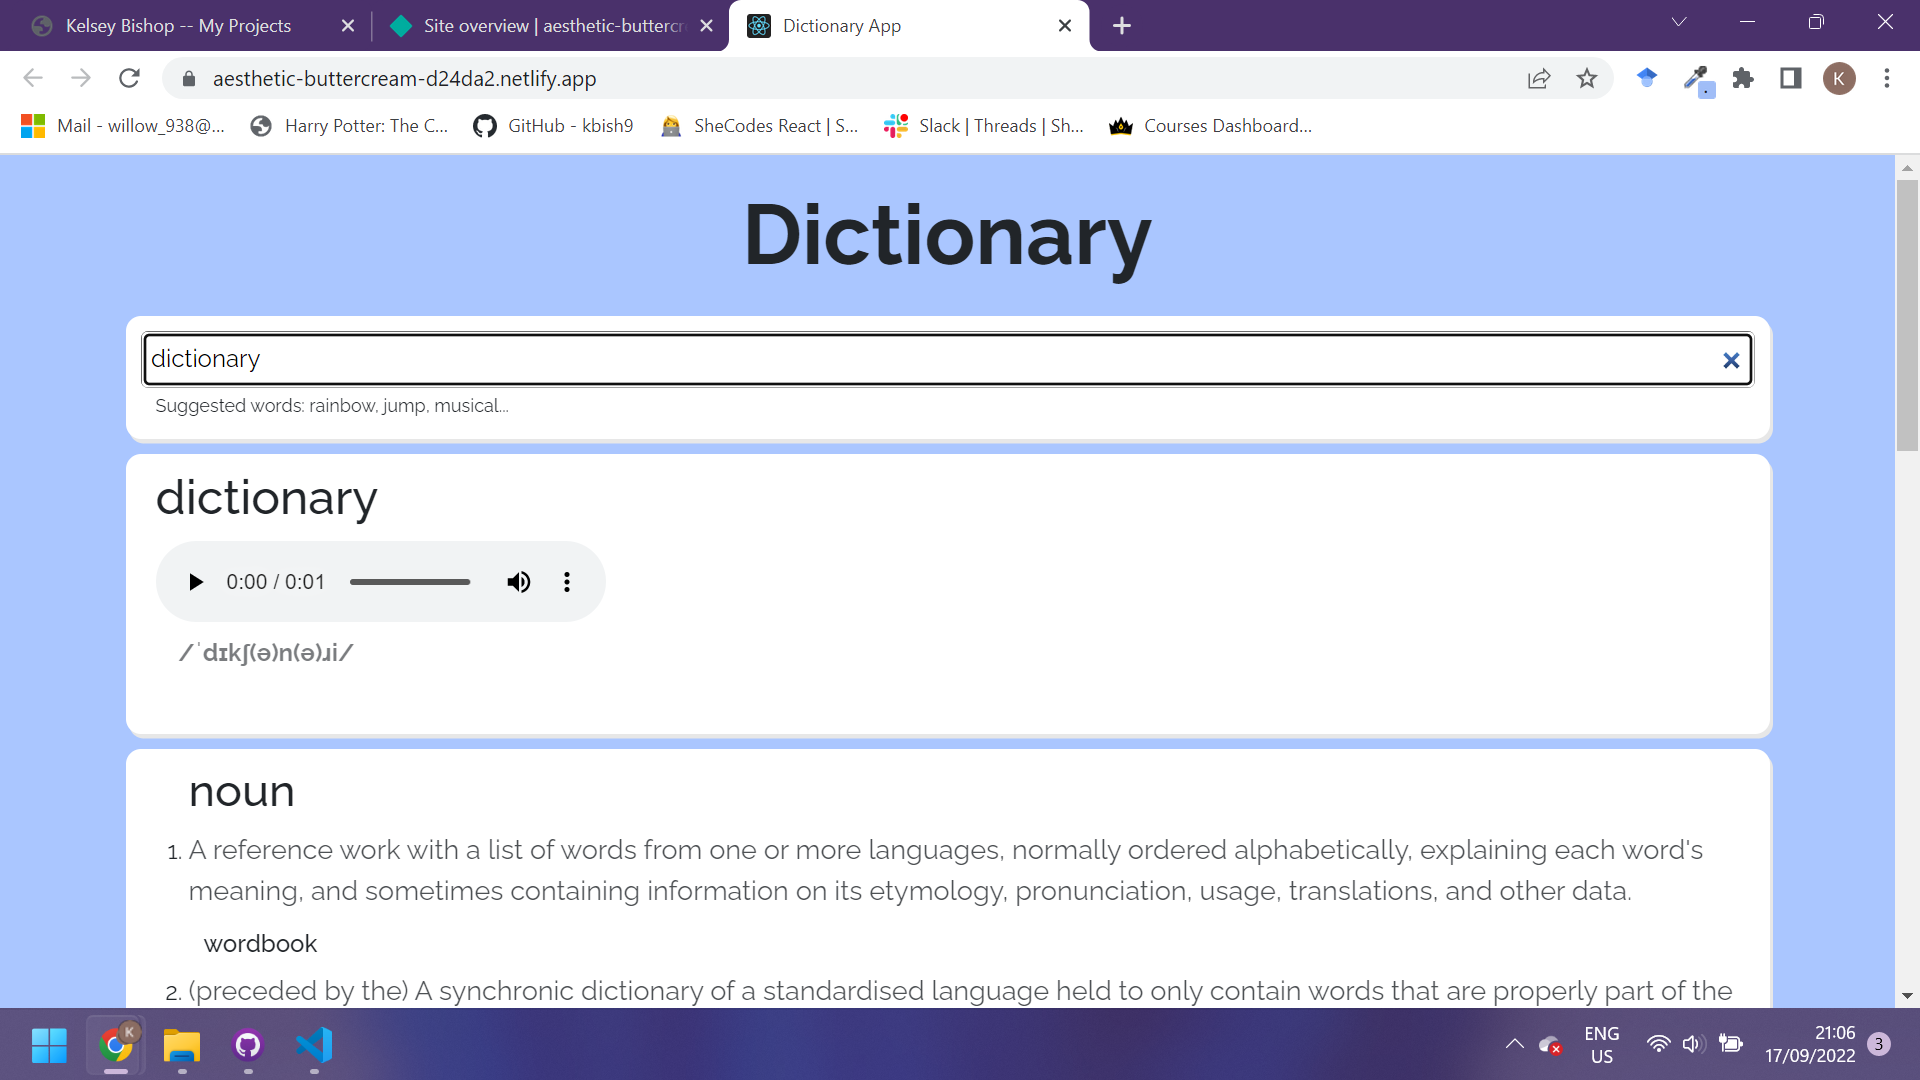 Kelsey Bishop -- My Projects
Site overview | aesthetic-buttercr
Dictionary App
aesthetic-buttercream-d24da2.netlify.app
K
Mail - willow_938@...
Harry Potter: The C...
GitHub - kbish9
SheCodes React | S...
Slack | Threads | Sh...
Courses Dashboard...
Dictionary
dictionary
Suggested words: rainbow, jump, musical...
dictionary
0:00 / 0:01
/ˈdɪkʃ(ə)n(ə)ɹi/
noun
1. A reference work with a list of words from one or more languages, normally ordered alphabetically, explaining each word's
meaning, and sometimes containing information on its etymology, pronunciation, usage, translations, and other data.
wordbook
2. (preceded by the) A synchronic dictionary of a standardised language held to only contain words that are properly part of the
K
ENG
US
21:06
17/09/2022
3